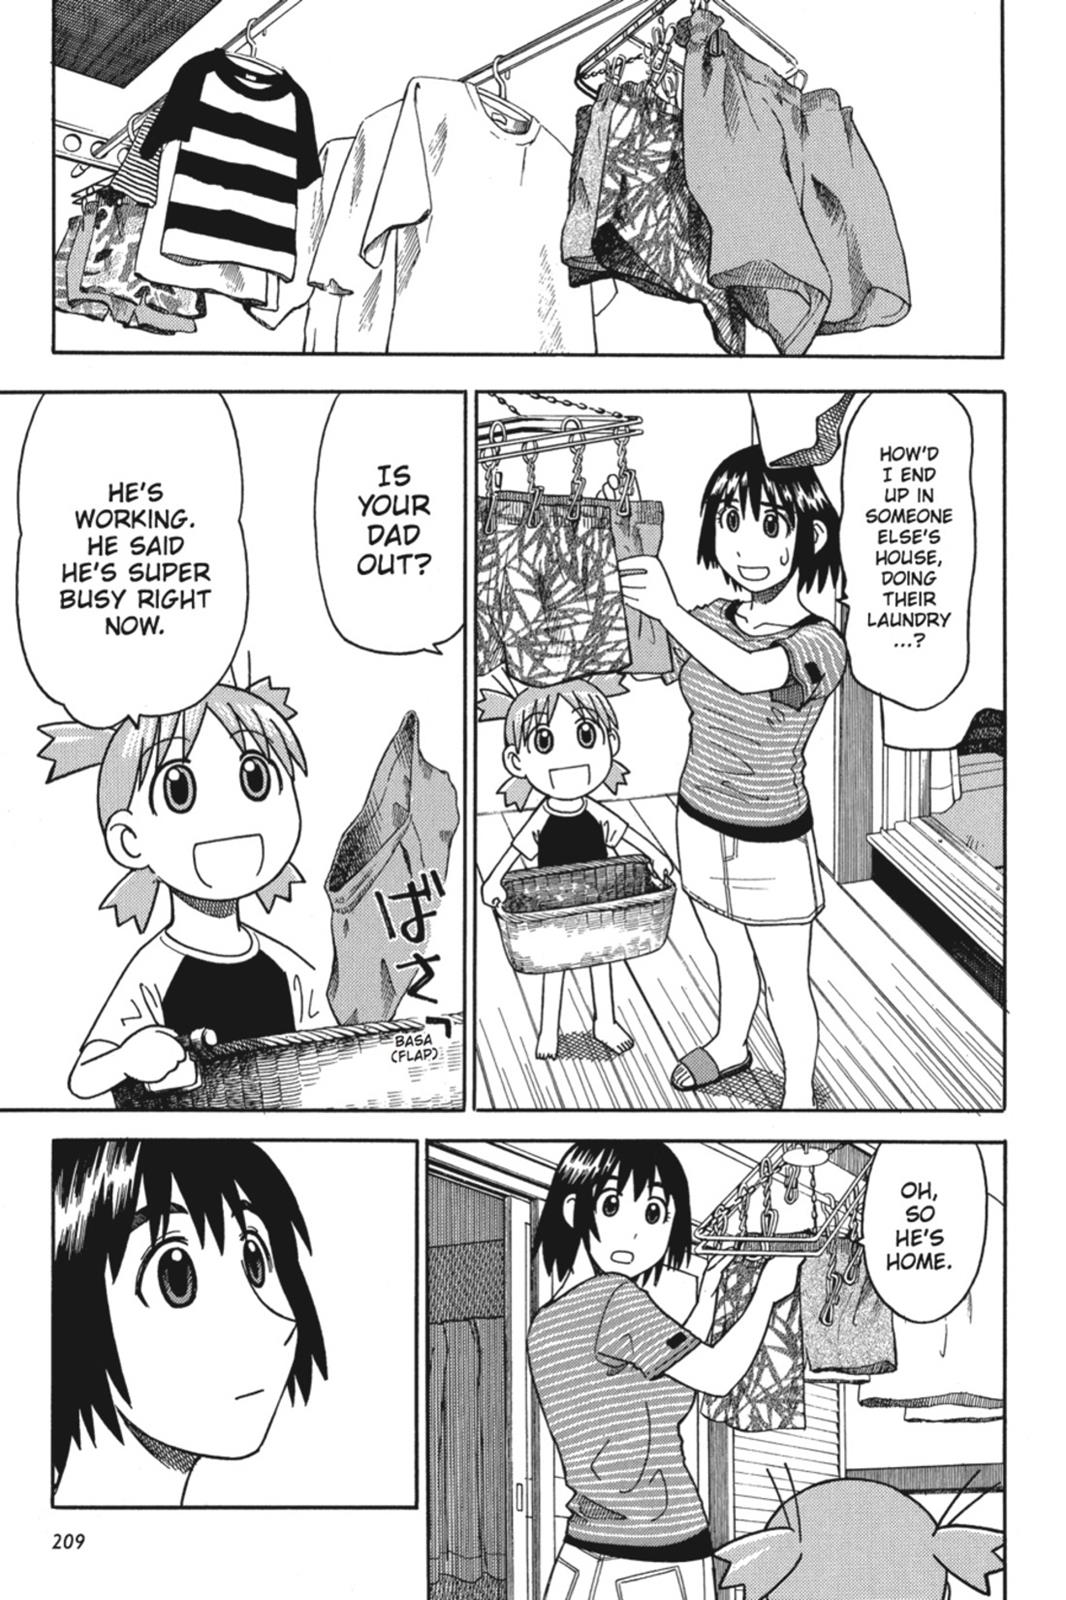 HOW'D
I END
UP IN
SOMEONE
ELSE'S
HOUSE,
DOING
THEIR
LAUNDRY
...?
IS
YOUR
DAD
OUT?
HE'S
WORKING.
HE SAID
HE'S SUPER
BUSY RIGHT
NOW.
ばさっ
BASA
(FLAP)
OH,
SO
HE'S
HOME.
209